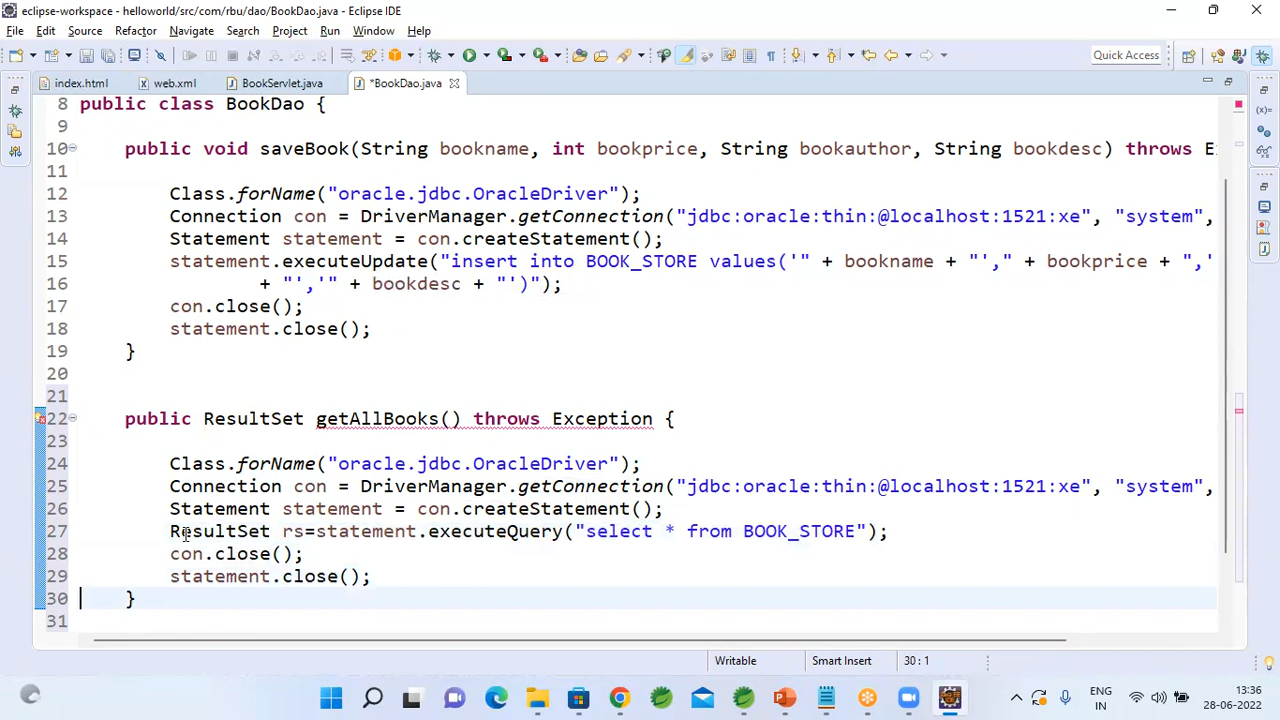 eclipse-workspace - helloworld/src/com/rbu/dao/BookDao.java - Eclipse IDE
File Edit Source Refactor Navigate Search Project Run Window Help
Quick Access
index.html web.xml BookServlet.java *BookDao.java
8 public class BookDao {
9
10 public void saveBook(String bookname, int bookprice, String bookauthor, String bookdesc) throws E
11
12 Class.forName("oracle.jdbc.OracleDriver");
13 Connection con = DriverManager.getConnection("jdbc:oracle:thin:@localhost:1521:xe", "system",
14 Statement statement = con.createStatement();
15 statement.executeUpdate("insert into BOOK_STORE values('" + bookname + "'," + bookprice + ",'
16 + "','" + bookdesc + "')");
17 con.close();
18 statement.close();
19 }
20
21
22 public ResultSet getAllBooks() throws Exception {
23
24 Class.forName("oracle.jdbc.OracleDriver");
25 Connection con = DriverManager.getConnection("jdbc:oracle:thin:@localhost:1521:xe", "system",
26 Statement statement = con.createStatement();
27 ResultSet rs=statement.executeQuery("select * from BOOK_STORE");
28 con.close();
29 statement.close();
30 }
31
Writable Smart Insert 30 : 1
ENG 13:36
IN 28-06-2022